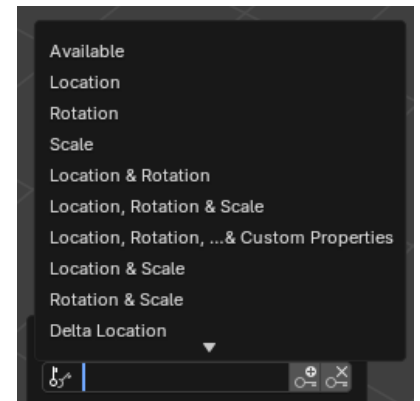 Available
Location
Rotation
Scale
Location & Rotation
Location, Rotation & Scale
Location, Rotation, ...& Custom Properties
Location & Scale
Rotation & Scale
Delta Location